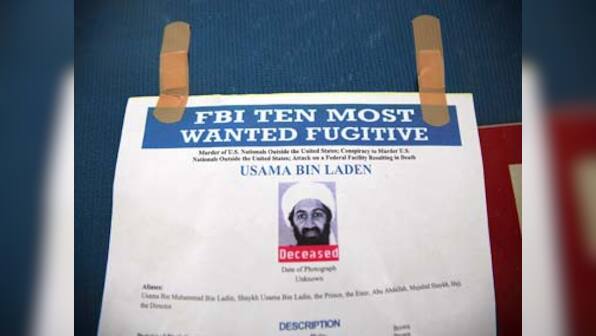 FBI TEN MOST
WANTED FUGITIVE
Murder of U.S. Nationals Outside the United States; Conspiracy to Murder U.S.
Nationals Outside the United States; Attack on a Federal Facility Resulting in Death
USAMA BIN LADEN
Deceased
Date of Photograph
Unknown
Aliases:
Usama Bin Muhammad Bin Ladin, Shaykh Usama Bin Ladin, the Prince, the Emir, Abu Abdallah, Mujahid Shaykh, Hajj,
the Director
DESCRIPTION
Brown